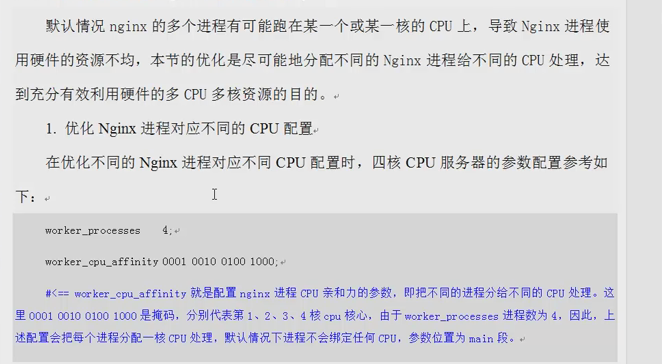 默认情况 nginx 的多个进程有可能跑在某一个或某一核的 CPU 上，导致 Nginx 进程使
用硬件的资源不均，本节的优化是尽可能地分配不同的 Nginx 进程给不同的 CPU 处理，达
到充分有效利用硬件的多 CPU 多核资源的目的。
1. 优化 Nginx 进程对应不同的 CPU 配置
在优化不同的 Nginx 进程对应不同 CPU 配置时，四核 CPU 服务器的参数配置参考如
下：
worker_processes 4;
worker_cpu_affinity 0001 0010 0100 1000;
#<== worker_cpu_affinity 就是配置 nginx 进程 CPU 亲和力的参数，即把不同的进程分给不同的 CPU 处理。这
里 0001 0010 0100 1000 是掩码，分别代表第 1、2、3、4 核 cpu 核心，由于 worker_processes 进程数为 4，因此，上
述配置会把每个进程分配一核 CPU 处理，默认情况下进程不会绑定任何 CPU，参数位置为 main 段。